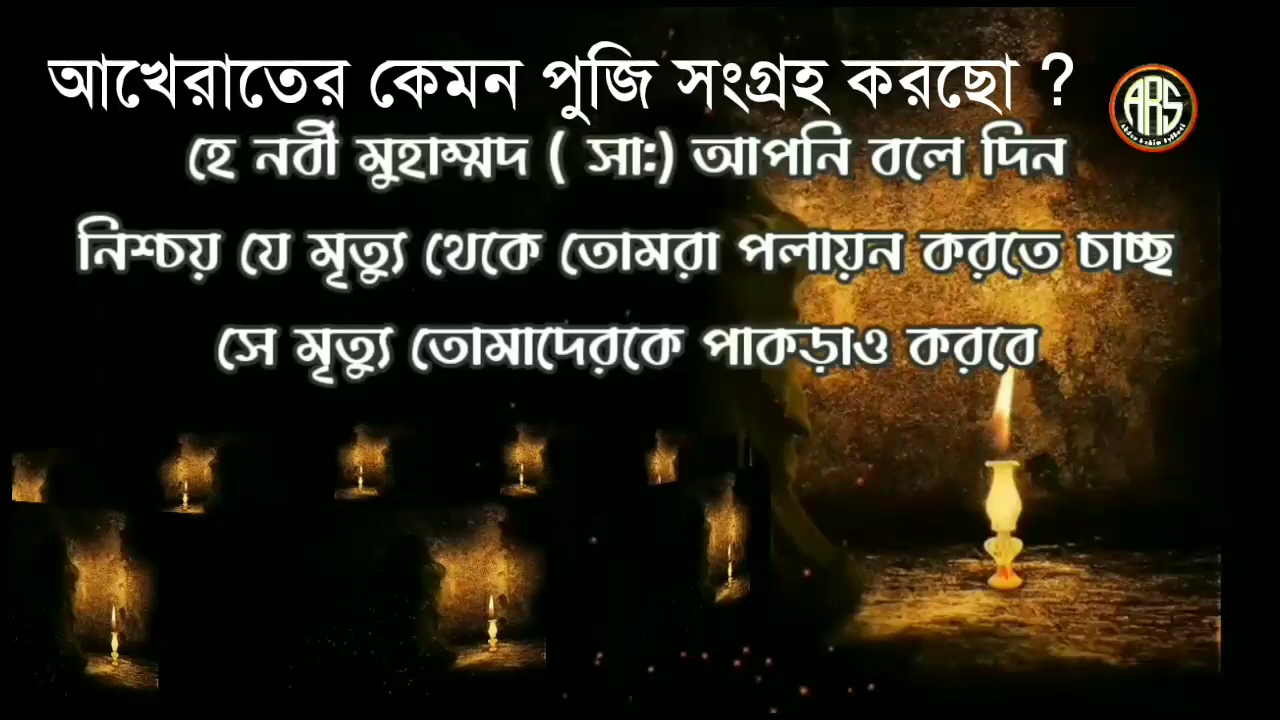 আখেরাতের কেমন পুজি সংগ্রহ করছো ?
ARS
হে নবী মুহাম্মদ ( সা:) আপনি বলে দিন
নিশ্চয় যে মৃত্যু থেকে তোমরা পলায়ন করতে চাচ্ছ
সে মৃত্যু তোমাদেরকে পাকড়াও করবে